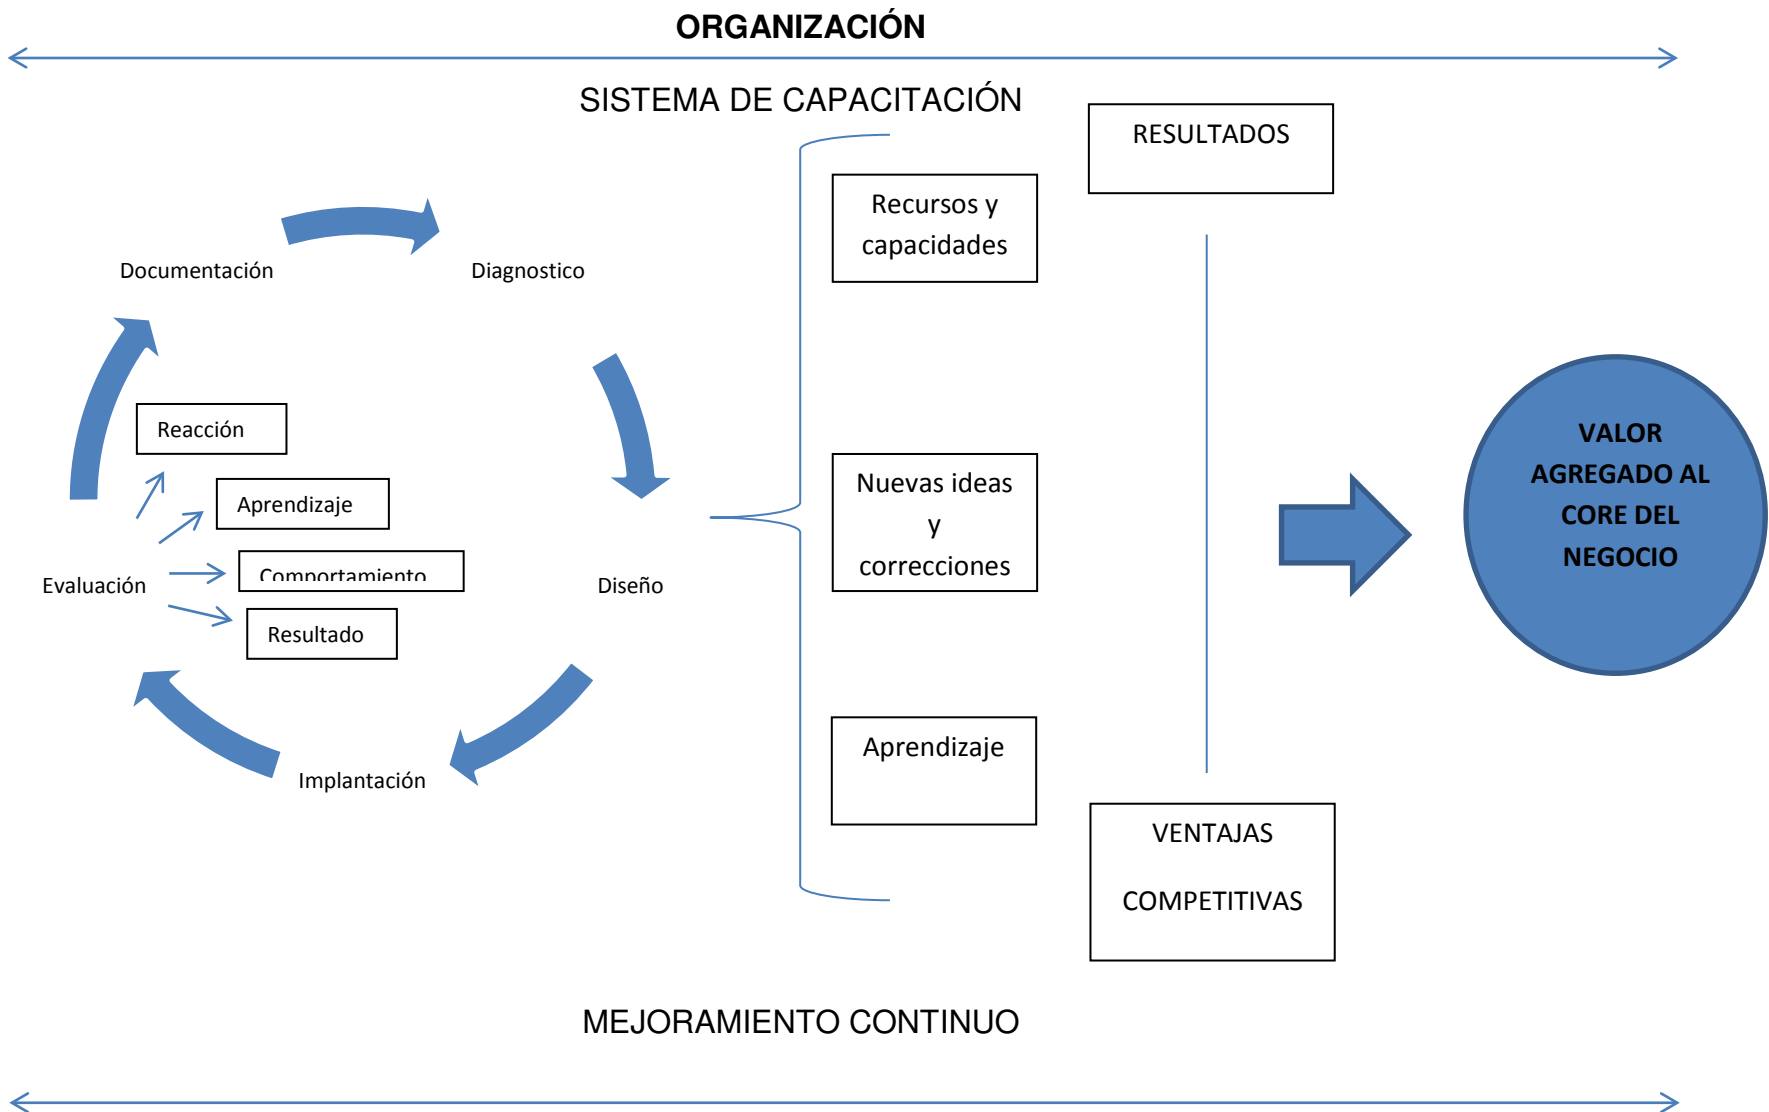 ORGANIZACIÓN
SISTEMA DE CAPACITACIÓN
RESULTADOS
Recursos y
capacidades
Documentación
Diagnostico
Reacción
Aprendizaje
Comportamiento
Evaluación
Resultado
Diseño
Implantación
Nuevas ideas
y
correcciones
Aprendizaje
VENTAJAS
COMPETITIVAS
VALOR
AGREGADO AL
CORE DEL
NEGOCIO
MEJORAMIENTO CONTINUO